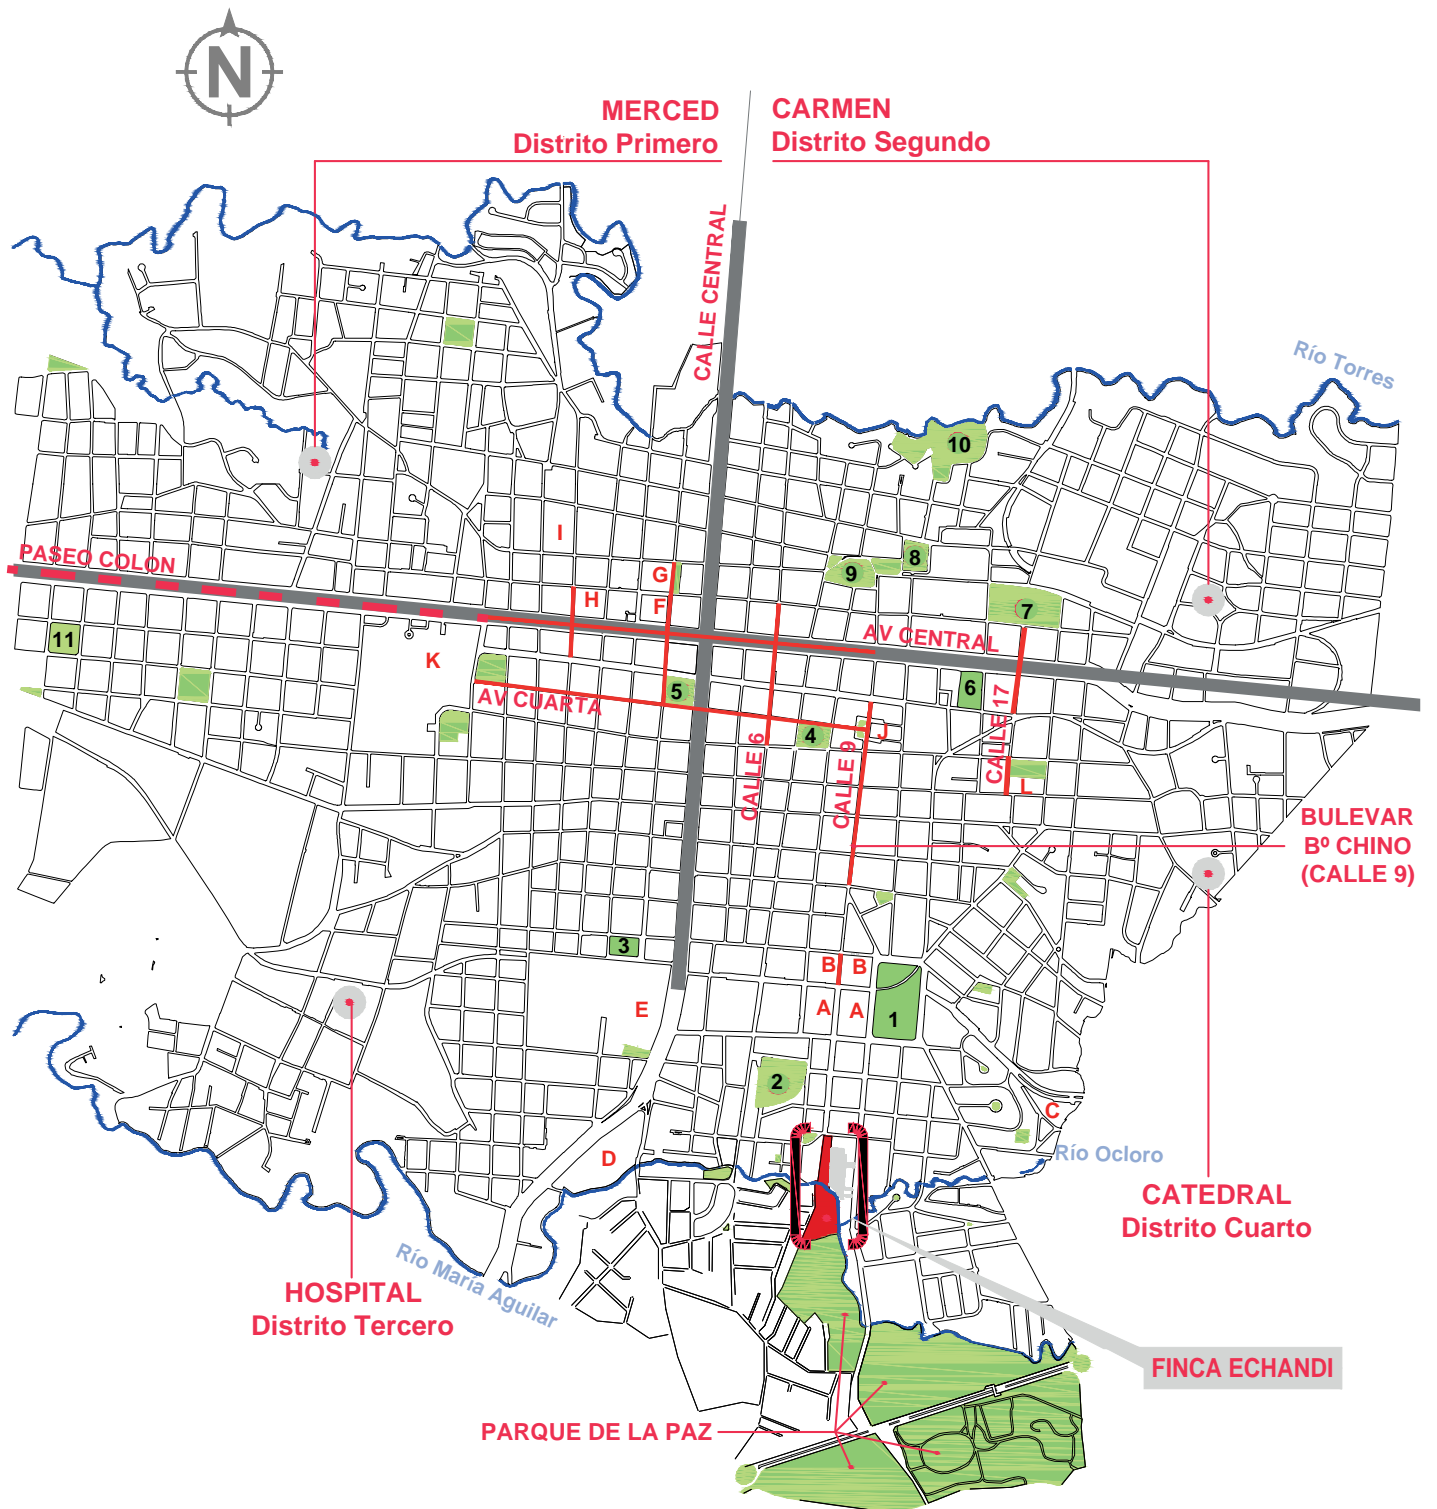 N
MERCED
Distrito Primero
CARMEN
Distrito Segundo
CALLE CENTRAL
Río Torres
10
I
8
PASEO COLON
G
9
H
F
7
11
AV CENTRAL
K
5
6
AV CUARTA
CALLE 17
J
4
CALLE 6
CALLE 9
L
BULEVAR
Bº CHINO
(CALLE 9)
3
B
B
E
A
A
1
2
C
D
Río Ocloro
CATEDRAL
Distrito Cuarto
Río María Aguilar
HOSPITAL
Distrito Tercero
FINCA ECHANDI
PARQUE DE LA PAZ